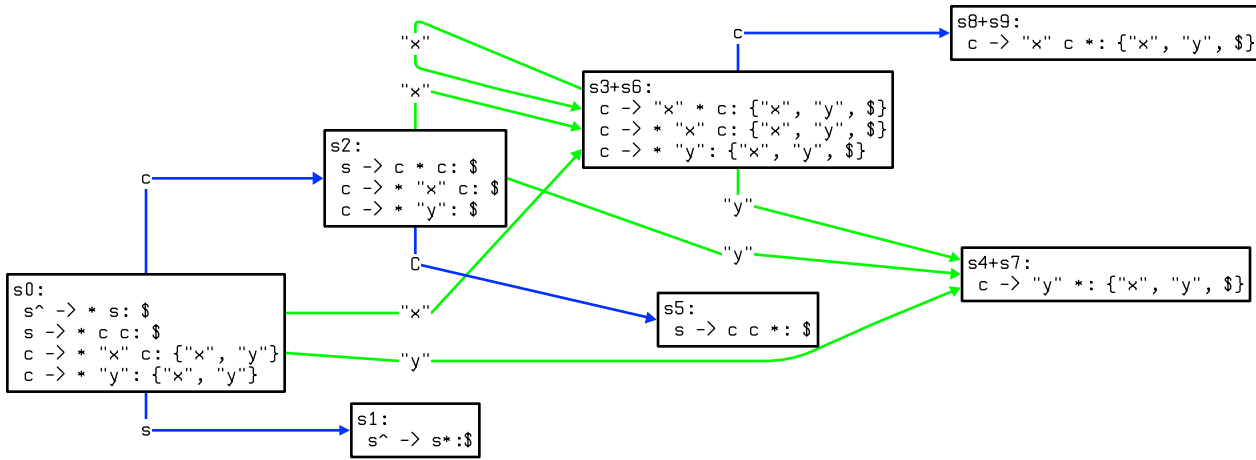 s8+s9:
c -> "x" c *: {"x", "y", $}
c
"x"
"x"
s3+s6:
c -> "x" * c: {"x", "y", $}
c -> * "x" c: {"x", "y", $}
c -> * "y": {"x", "y", $}
s2:
s -> c * c: $
c -> * "x" c: $
c -> * "y": $
c
"y"
"y"
C
s4+s7:
c -> "y" *: {"x", "y", $}
s0:
s^ -> * s: $
s -> * c c: $
c -> * "x" c: {"x", "y"}
c -> * "y": {"x", "y"}
"x"
"y"
s5:
s -> c c *: $
s
s1:
s^ -> s*:$